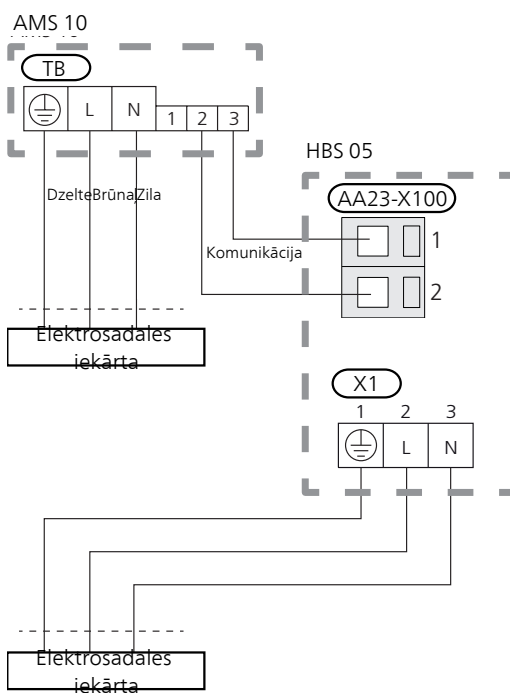 AMS 10
TB
L N 1 2 3
DzelteBrūnaZila
HBS 05
AA23-X100
1
2
Komunikācija
Elektrosadales
iekārta
X1
1 2 3
L N
Elektrosadales
iekārta